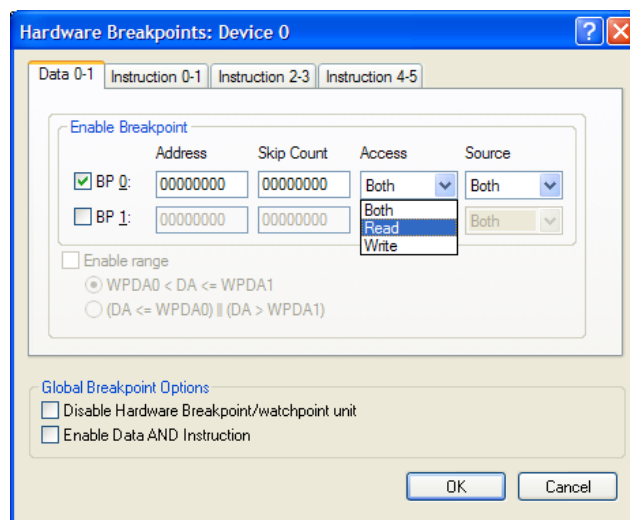 Hardware Breakpoints: Device 0
Data 0-1 Instruction 0-1 Instruction 2-3 Instruction 4-5
Enable Breakpoint
Address Skip Count Access Source
BP 0: 00000000 00000000 Both Both
BP 1: 00000000 00000000 Both
Both
Read
Write
Enable range
WPDA0 < DA <= WPDA1
(DA <= WPDA0) || (DA > WPDA1)
Global Breakpoint Options
Disable Hardware Breakpoint/watchpoint unit
Enable Data AND Instruction
OK Cancel